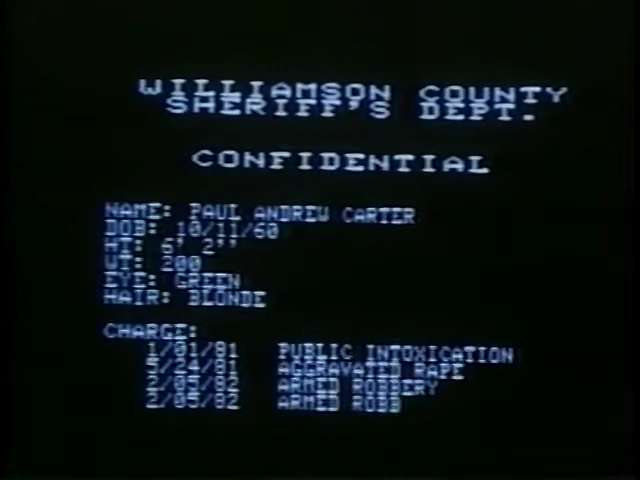 WILLIAMSON COUNTY
SHERIFF'S DEPT.
CONFIDENTIAL
NAME: PAUL ANDREW CARTER
DOB: 10/11/60
HT: 6' 2''
WT: 200
EYE: GREEN
HAIR: BLONDE
CHARGE:
1/01/81 PUBLIC INTOXICATION
3/24/81 AGGRAVATED RAPE
2/05/82 ARMED ROBBERY
2/05/82 ARMED ROBB